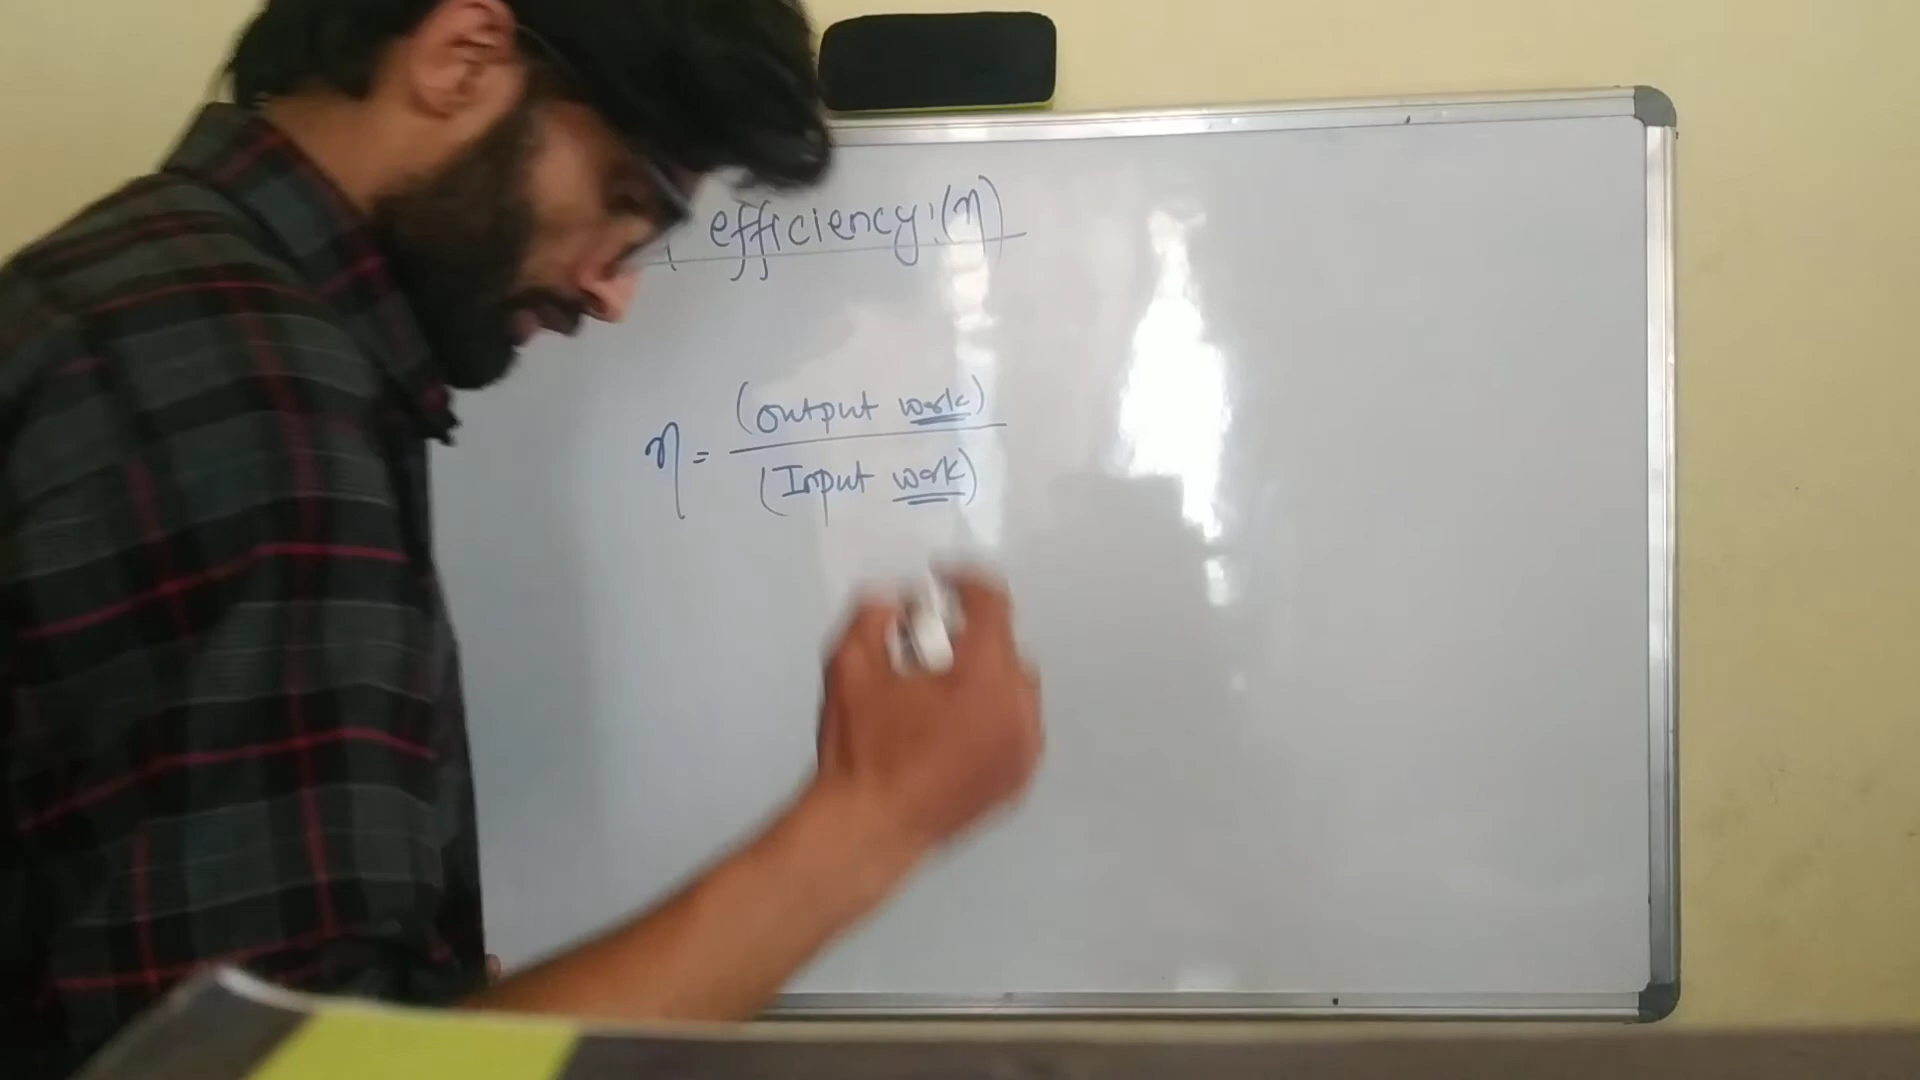 efficiency:(η)
η = (output work)
(Input work)